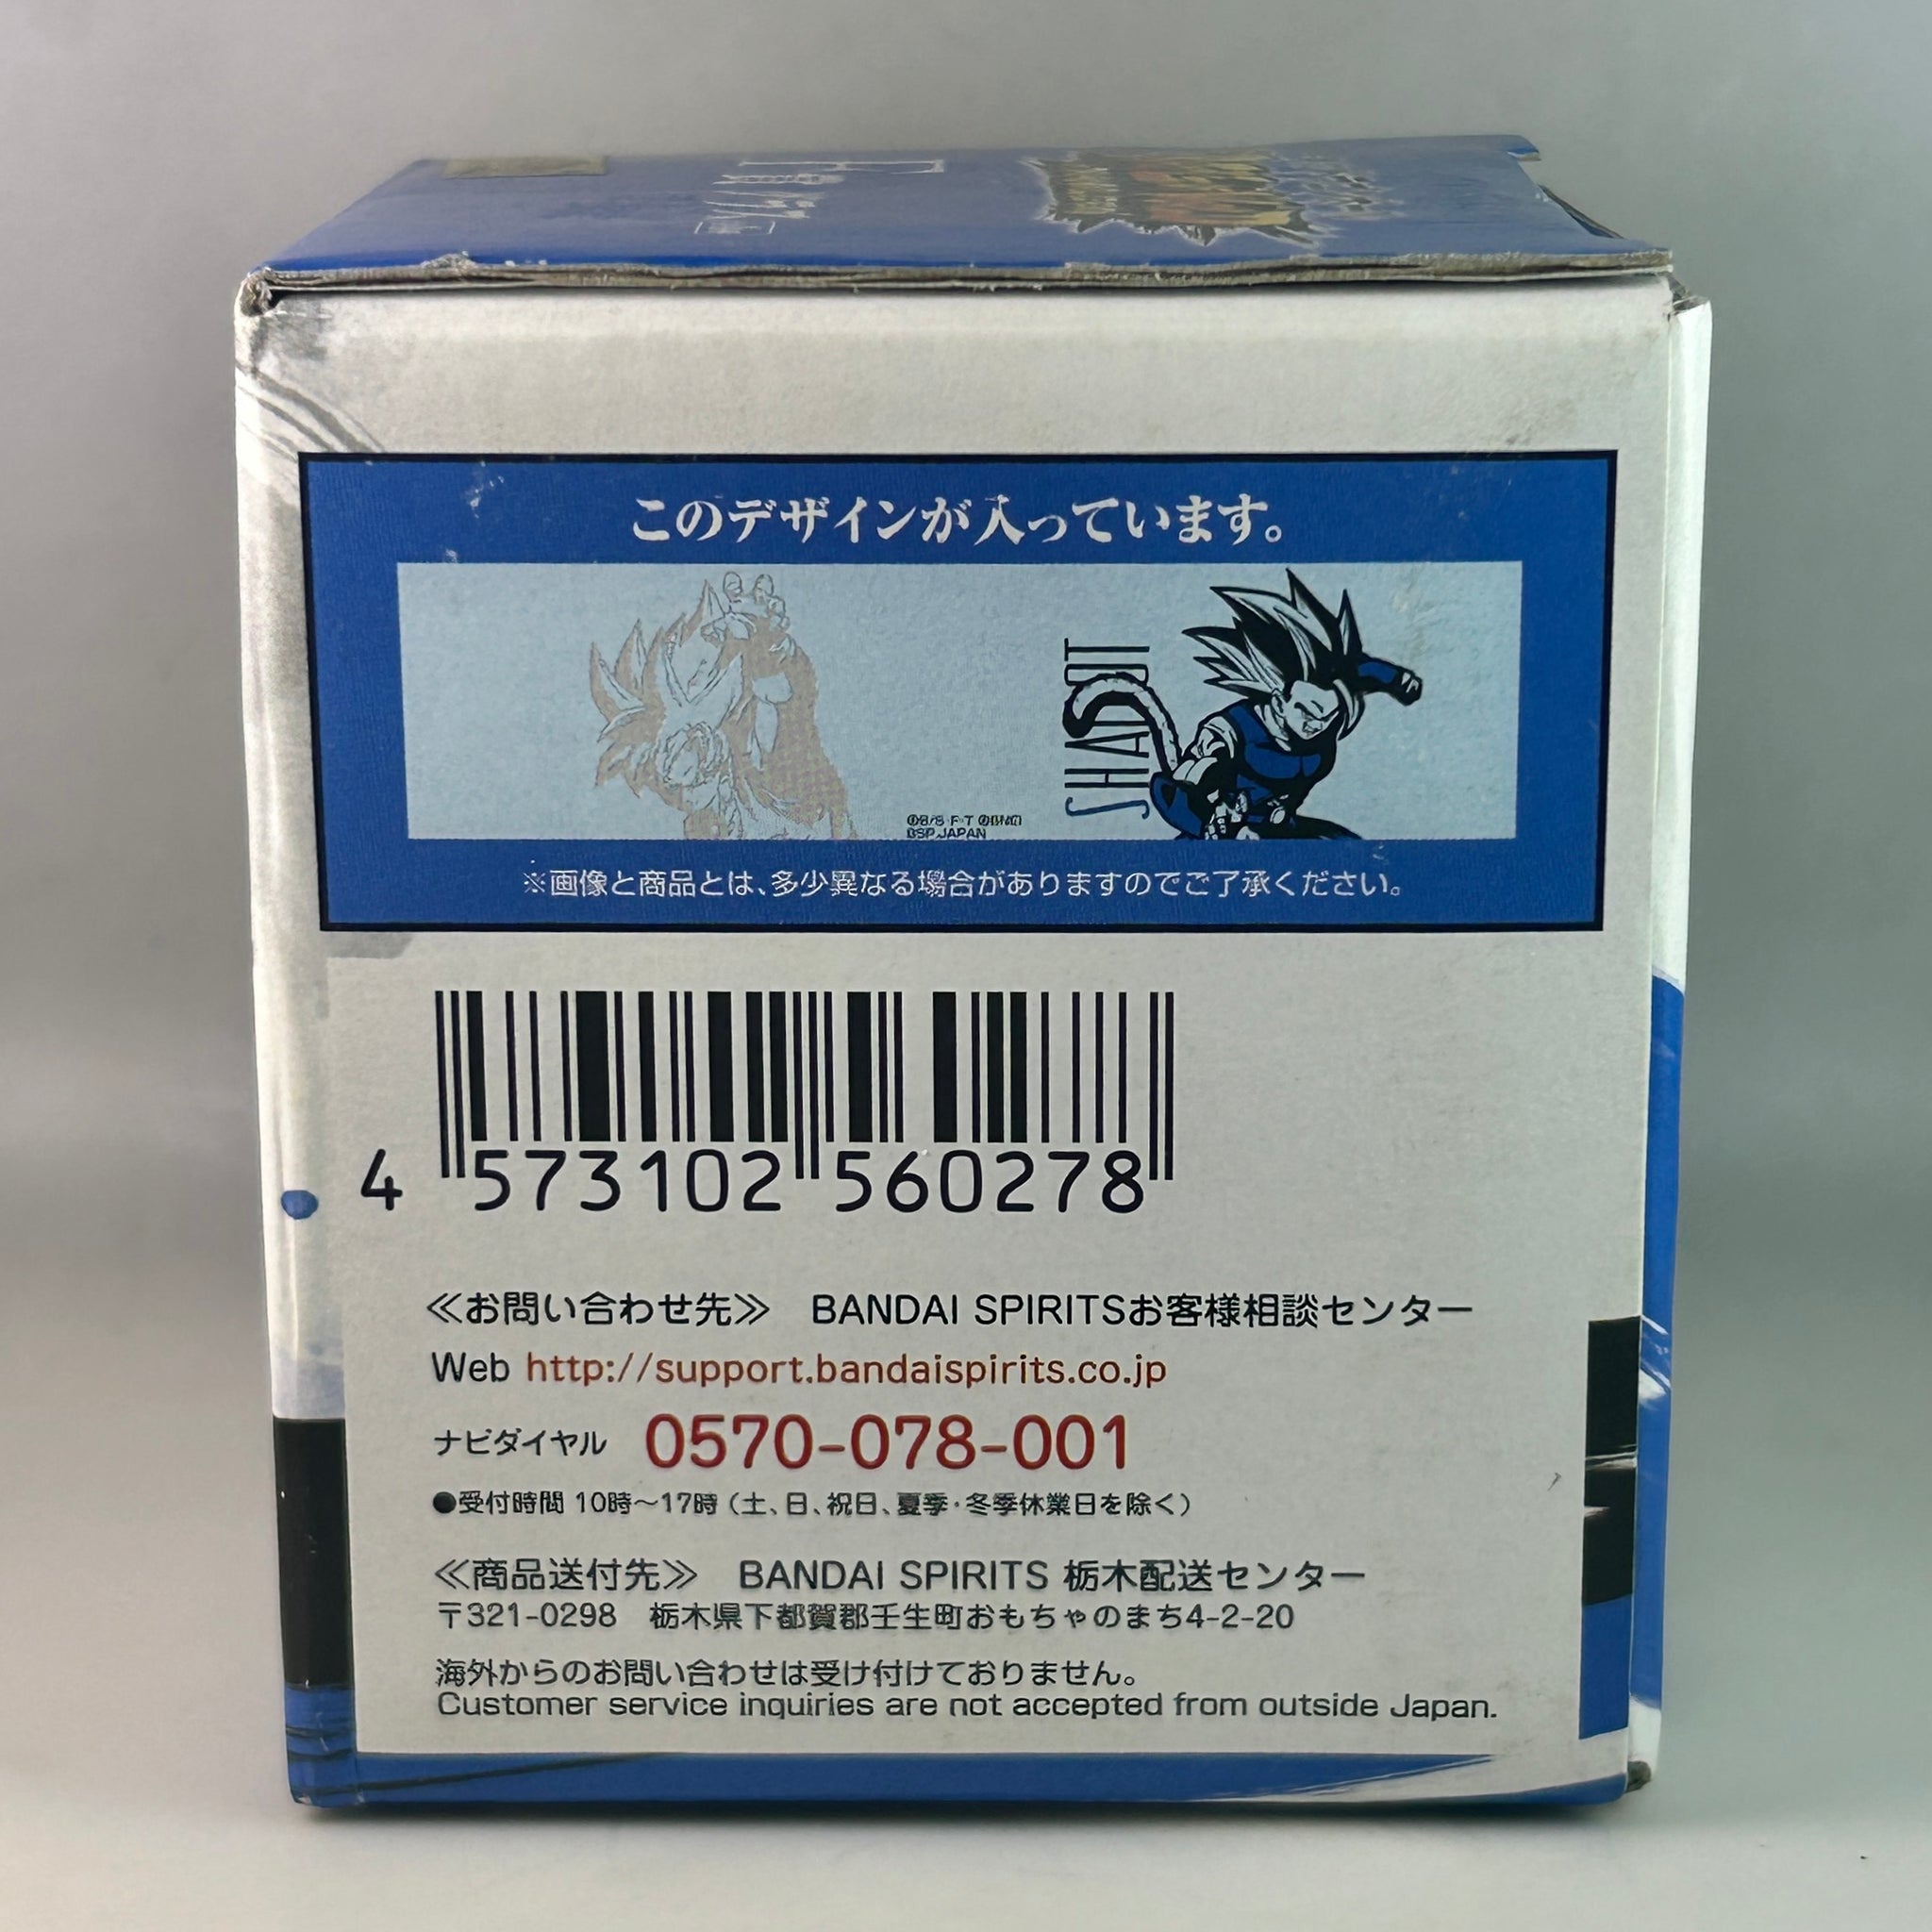 このデザインが入っています。
SHALLOT
BSP JAPAN
※画像と商品とは、多少異なる場合がありますのでご了承ください。
4 573102 560278
≪お問い合わせ先≫ BANDAI SPIRITSお客様相談センター
Web http://support.bandaispirits.co.jp
ナビダイヤル 0570-078-001
●受付時間 10時～17時（土、日、祝日、夏季・冬季休業日を除く）
≪商品送付先≫ BANDAI SPIRITS 栃木配送センター
〒321-0298 栃木県下都賀郡壬生町おもちゃのまち4-2-20
海外からのお問い合わせは受け付けておりません。
Customer service inquiries are not accepted from outside Japan.